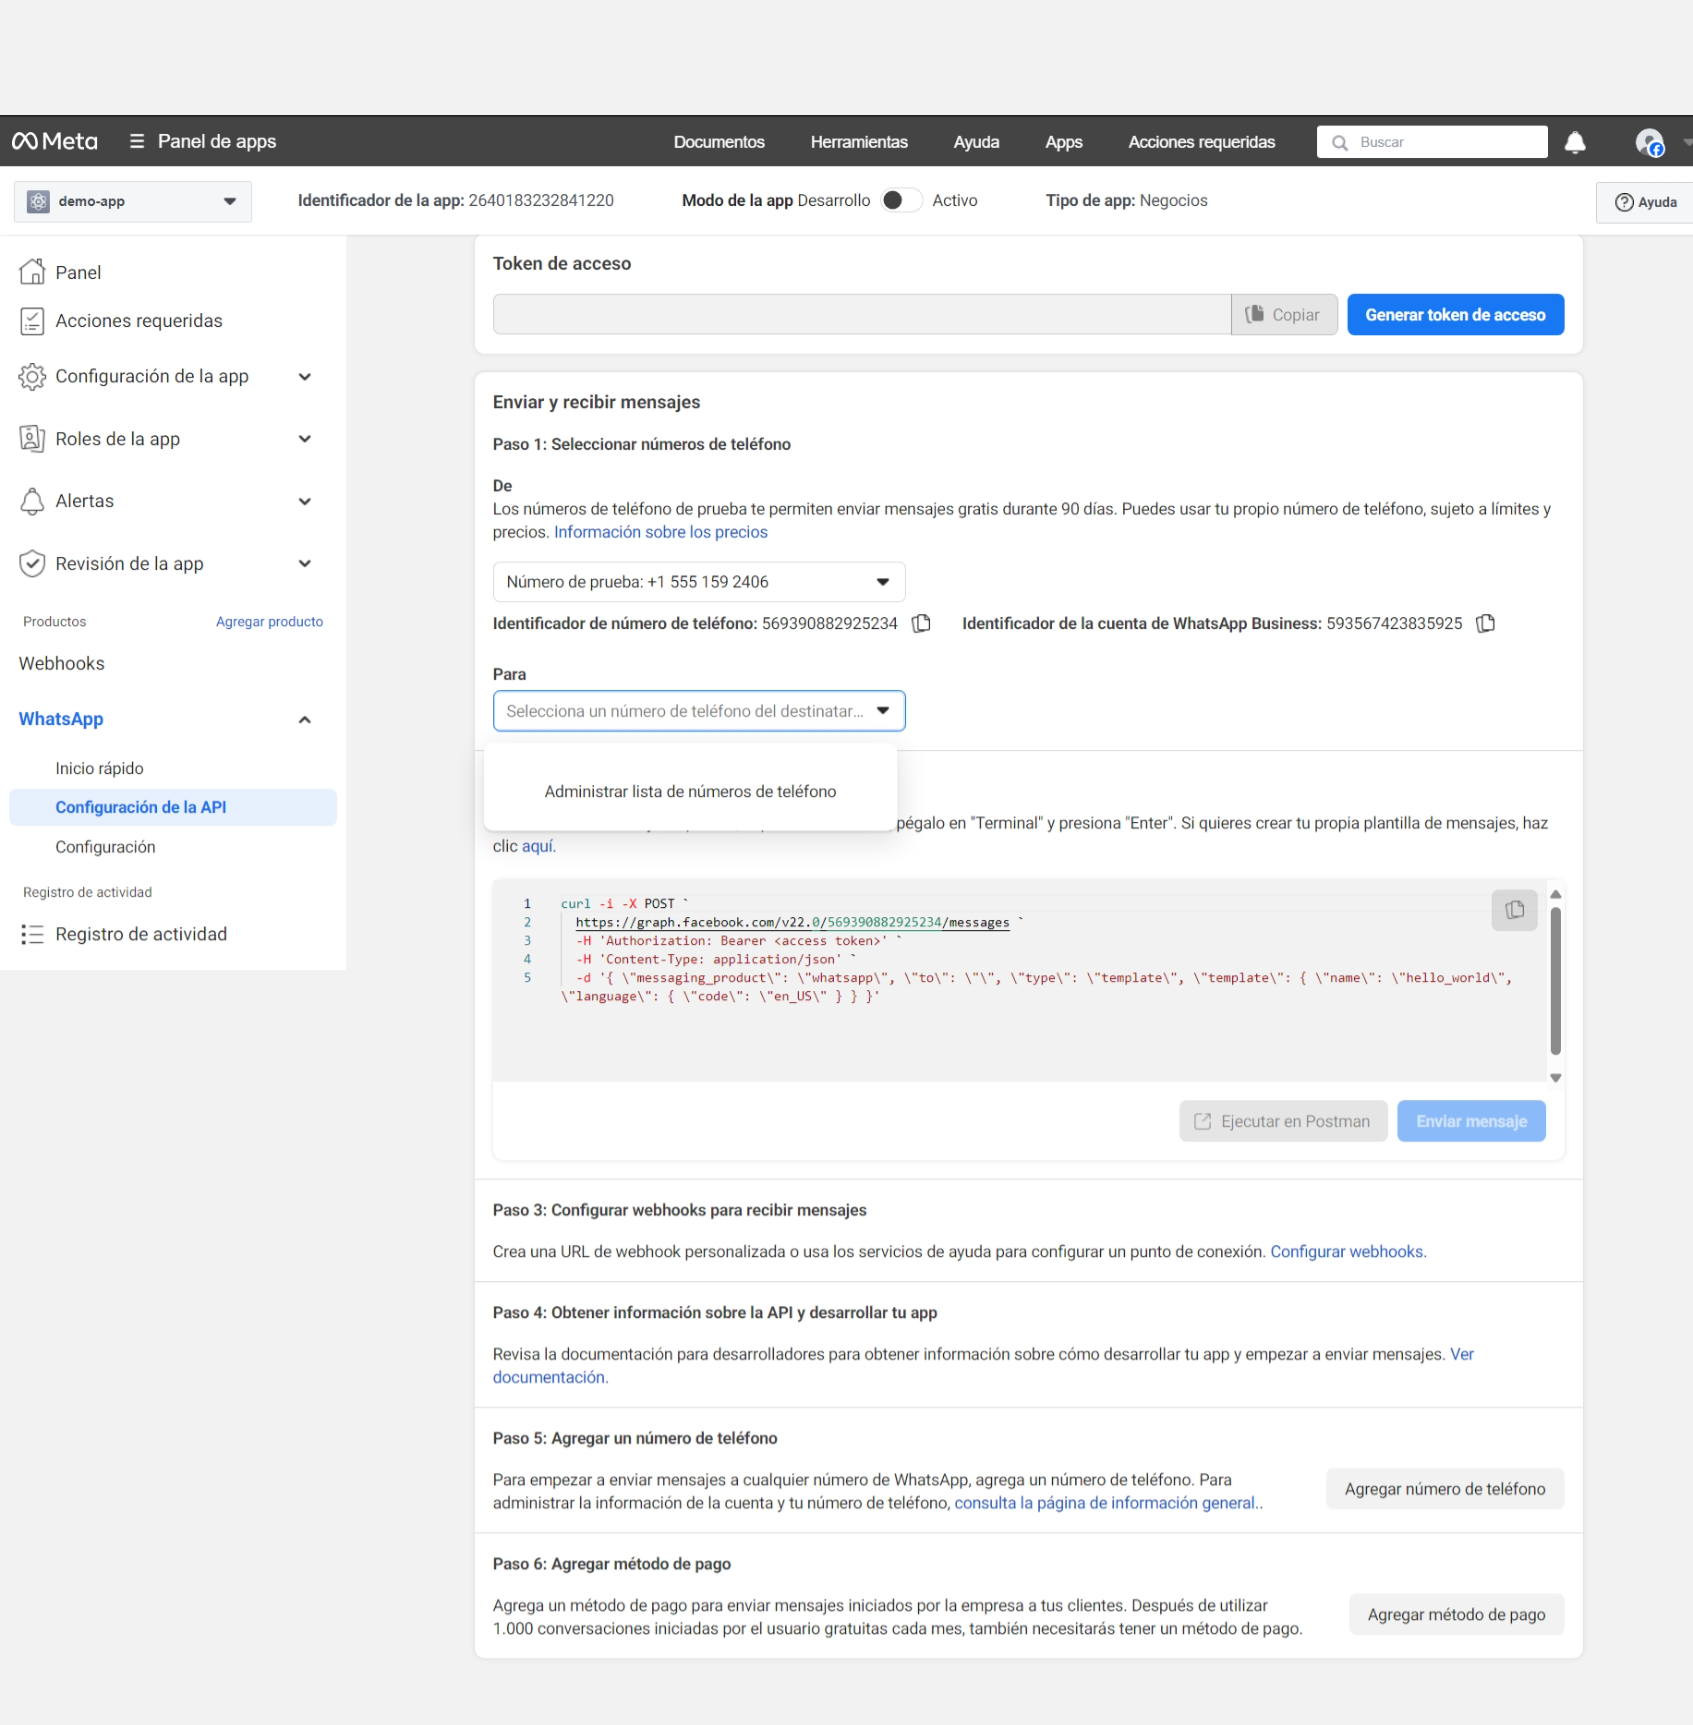 Meta
Panel de apps
Documentos
Herramientas
Ayuda
Apps
Acciones requeridas
Buscar
demo-app
Identificador de la app: 2640183232841220
Modo de la app Desarrollo
Activo
Tipo de app: Negocios
Ayuda
Panel
Acciones requeridas
Configuración de la app
Roles de la app
Alertas
Revisión de la app
Productos
Agregar producto
Webhooks
WhatsApp
Inicio rápido
Configuración de la API
Configuración
Registro de actividad
Registro de actividad
Token de acceso
Copiar
Generar token de acceso
Enviar y recibir mensajes
Paso 1: Seleccionar números de teléfono
De
Los números de teléfono de prueba te permiten enviar mensajes gratis durante 90 días. Puedes usar tu propio número de teléfono, sujeto a límites y
precios. Información sobre los precios
Número de prueba: +1 555 159 2406
Identificador de número de teléfono: 569390882925234
Identificador de la cuenta de WhatsApp Business: 593567423835925
Para
Selecciona un número de teléfono del destinatar...
Administrar lista de números de teléfono
pégalo en "Terminal" y presiona "Enter". Si quieres crear tu propia plantilla de mensajes, haz
clic aquí.
1 curl -i -X POST `
2 https://graph.facebook.com/v22.0/569390882925234/messages `
3 -H 'Authorization: Bearer <access token>' `
4 -H 'Content-Type: application/json' `
5 -d '{ \"messaging_product\": \"whatsapp\", \"to\": \"\", \"type\": \"template\", \"template\": { \"name\": \"hello_world\",
\"language\": { \"code\": \"en_US\" } } }'
Ejecutar en Postman
Enviar mensaje
Paso 3: Configurar webhooks para recibir mensajes
Crea una URL de webhook personalizada o usa los servicios de ayuda para configurar un punto de conexión. Configurar webhooks.
Paso 4: Obtener información sobre la API y desarrollar tu app
Revisa la documentación para desarrolladores para obtener información sobre cómo desarrollar tu app y empezar a enviar mensajes. Ver
documentación.
Paso 5: Agregar un número de teléfono
Para empezar a enviar mensajes a cualquier número de WhatsApp, agrega un número de teléfono. Para
administrar la información de la cuenta y tu número de teléfono, consulta la página de información general..
Agregar número de teléfono
Paso 6: Agregar método de pago
Agrega un método de pago para enviar mensajes iniciados por la empresa a tus clientes. Después de utilizar
1.000 conversaciones iniciadas por el usuario gratuitas cada mes, también necesitarás tener un método de pago.
Agregar método de pago